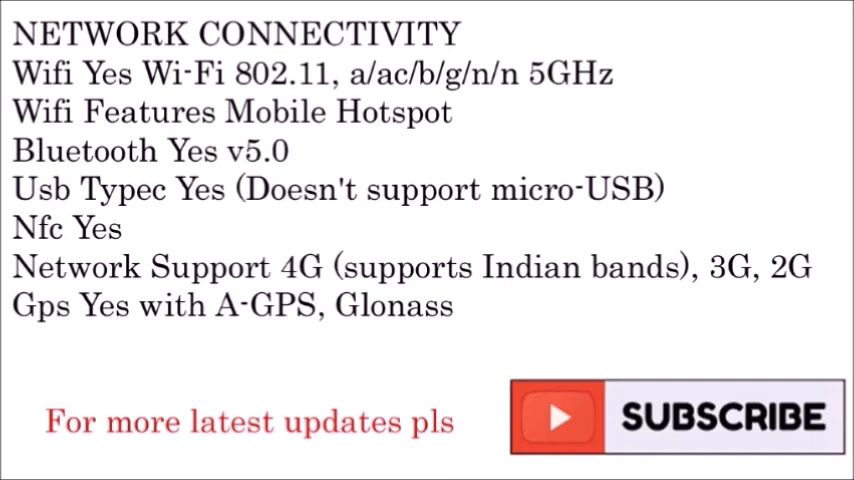 NETWORK CONNECTIVITY
Wifi Yes Wi-Fi 802.11, a/ac/b/g/n/n 5GHz
Wifi Features Mobile Hotspot
Bluetooth Yes v5.0
Usb Typec Yes (Doesn't support micro-USB)
Nfc Yes
Network Support 4G (supports Indian bands), 3G, 2G
Gps Yes with A-GPS, Glonass
For more latest updates pls
SUBSCRIBE